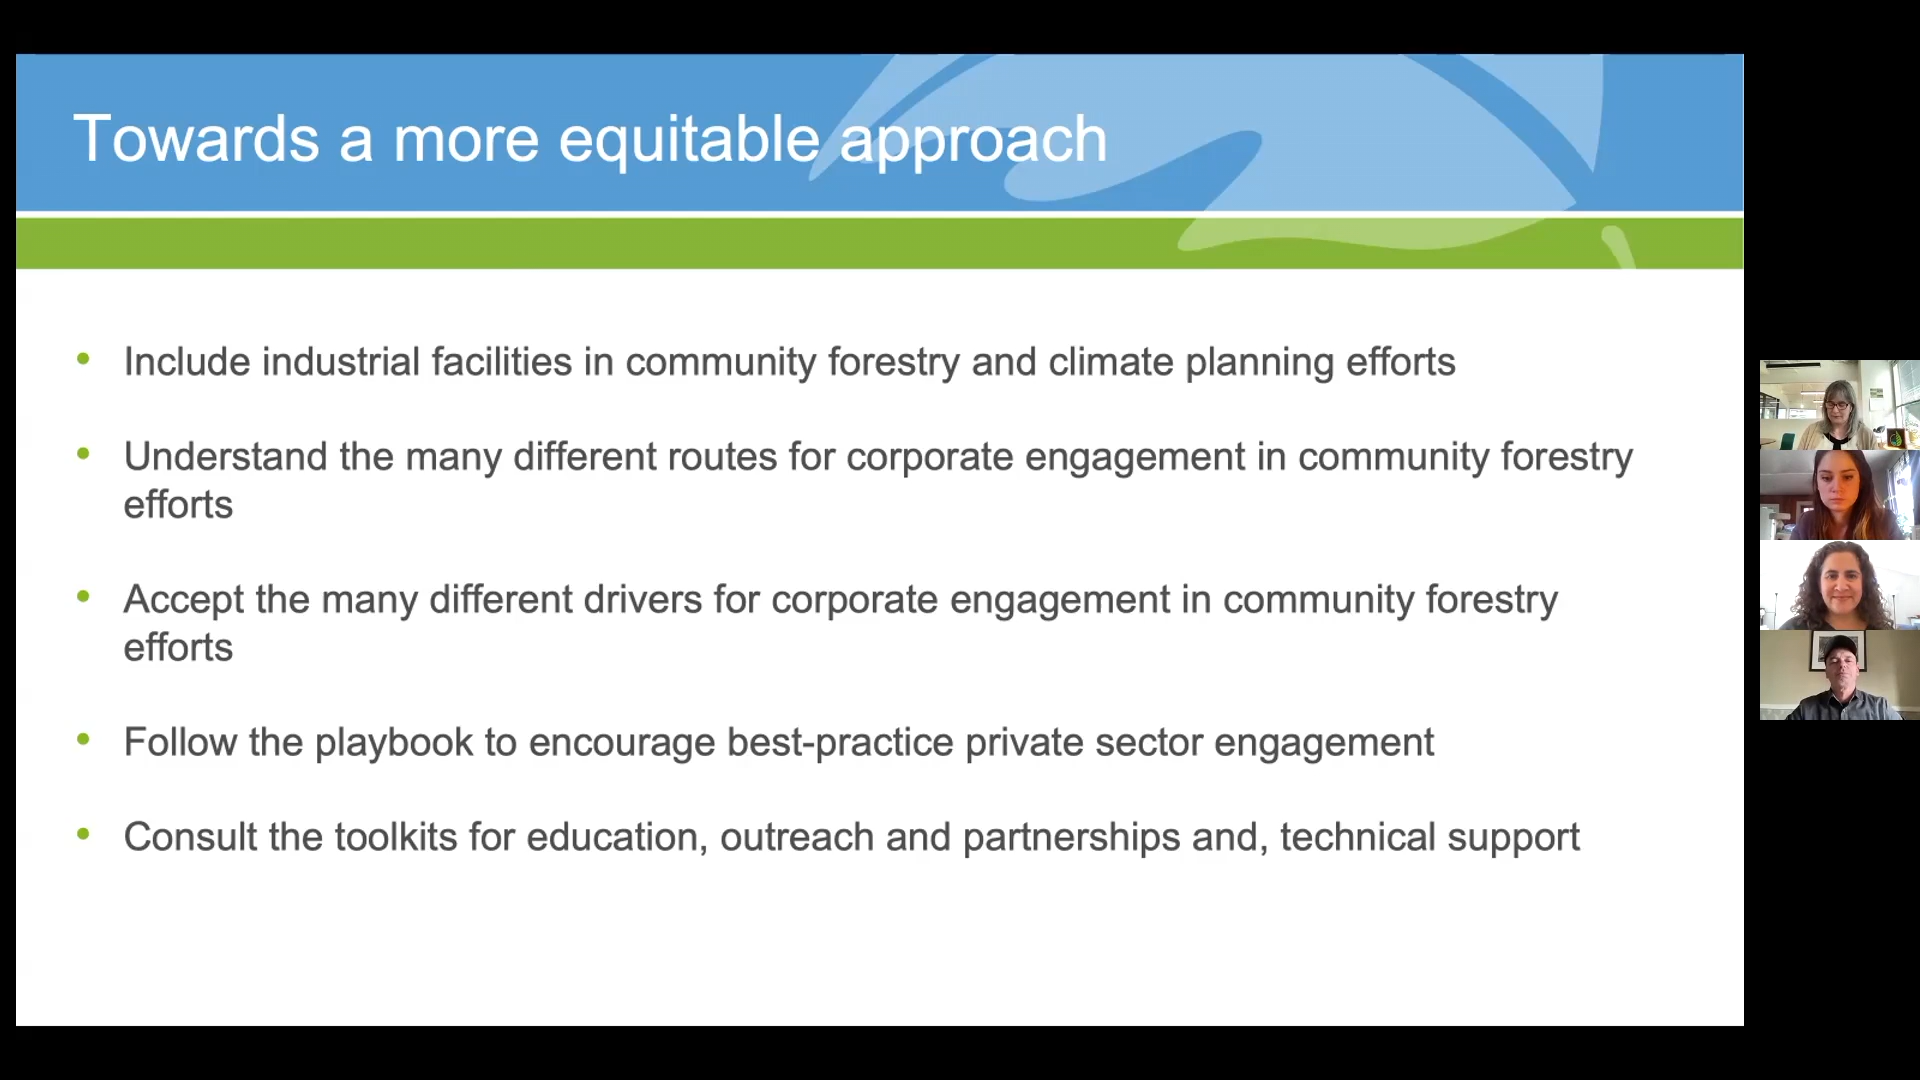 Towards a more equitable approach
• Include industrial facilities in community forestry and climate planning efforts
• Understand the many different routes for corporate engagement in community forestry
efforts
• Accept the many different drivers for corporate engagement in community forestry
efforts
• Follow the playbook to encourage best-practice private sector engagement
• Consult the toolkits for education, outreach and partnerships and, technical support